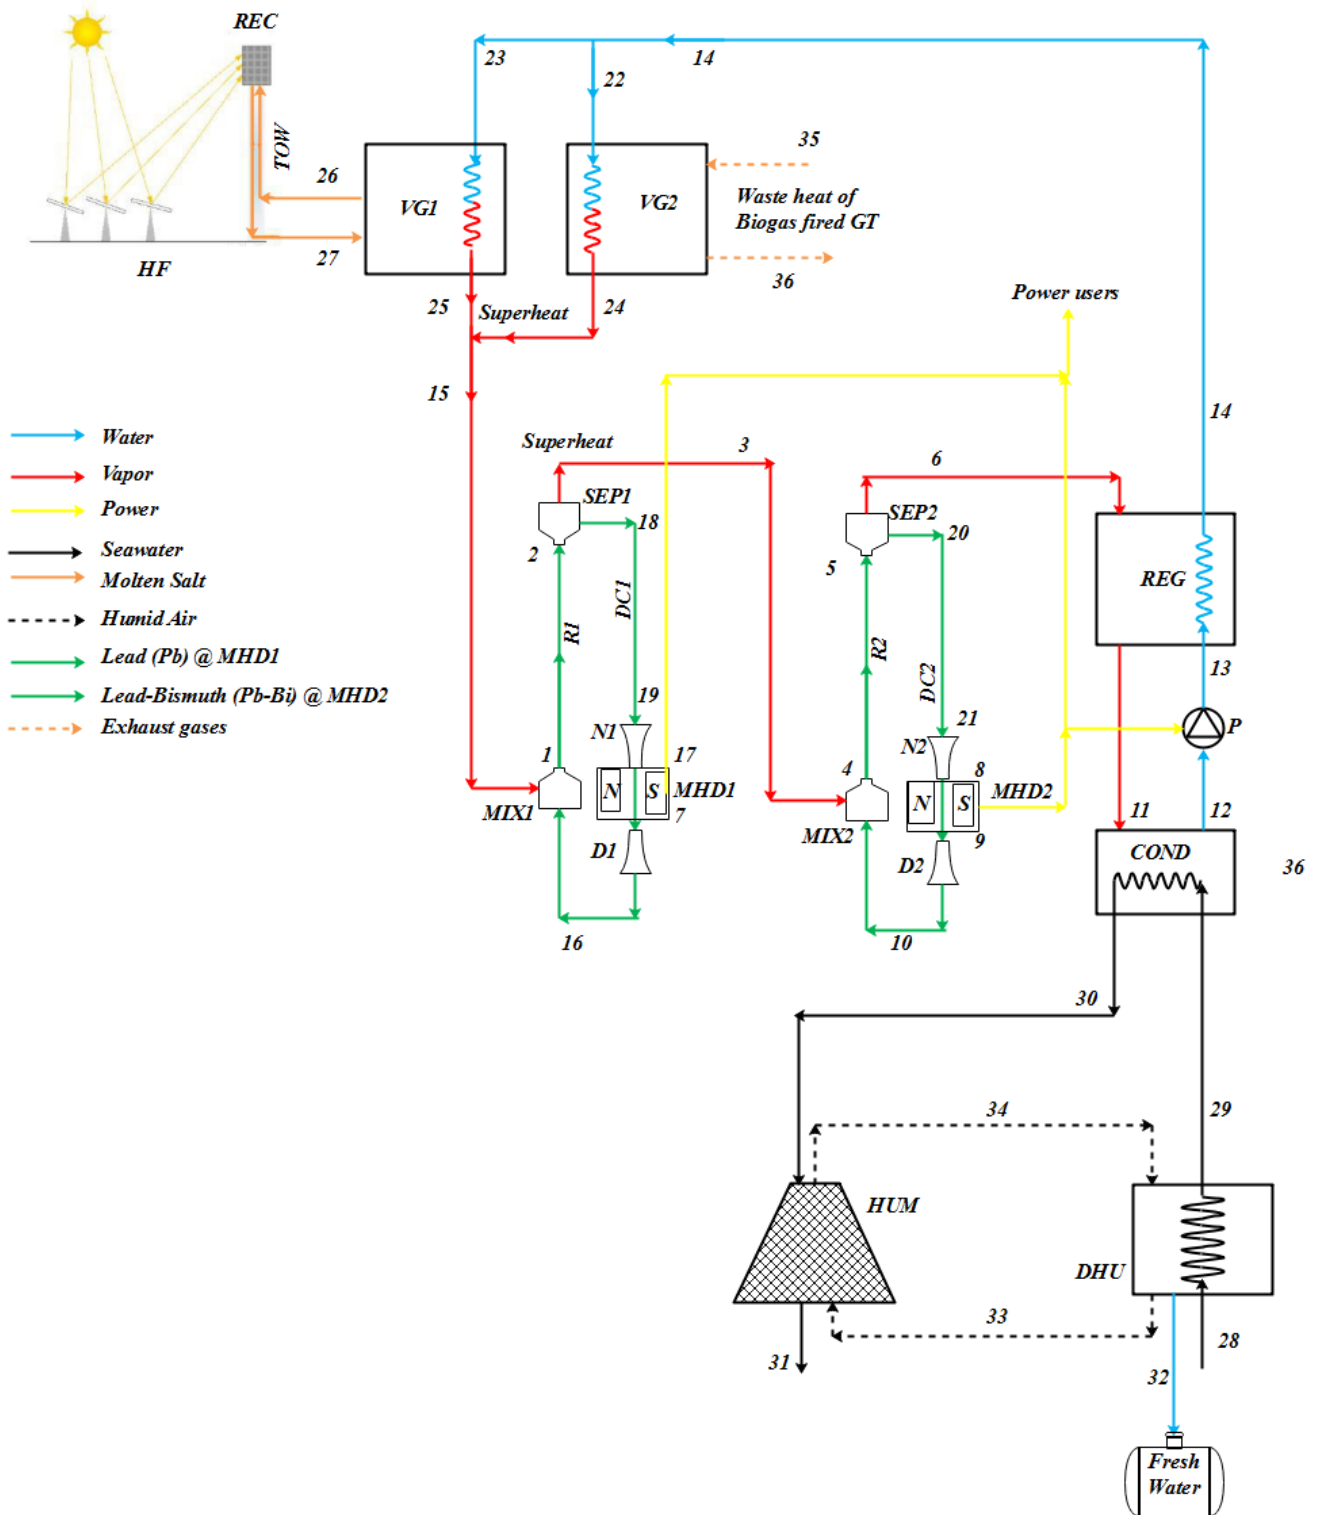 REC
23
14
22
TOW
35
26
VG1
VG2
Waste heat of
Biogas fired GT
27
HF
36
25
Superheat
24
Power users
15
14
Water
Superheat
3
6
Vapor
SEP1
Power
18
SEP2
20
2
Seawater
5
REG
Molten Salt
DC1
Humid Air
R1
R2
Lead (Pb) @ MHD1
13
DC2
Lead-Bismuth (Pb-Bi) @ MHD2
19
21
Exhaust gases
N1
P
1
17
N2
4
8
N
S
MHD1
MHD2
N
S
MIX1
7
11
12
MIX2
9
D1
COND
D2
36
16
10
30
34
29
HUM
DHU
33
28
31
32
Fresh
Water